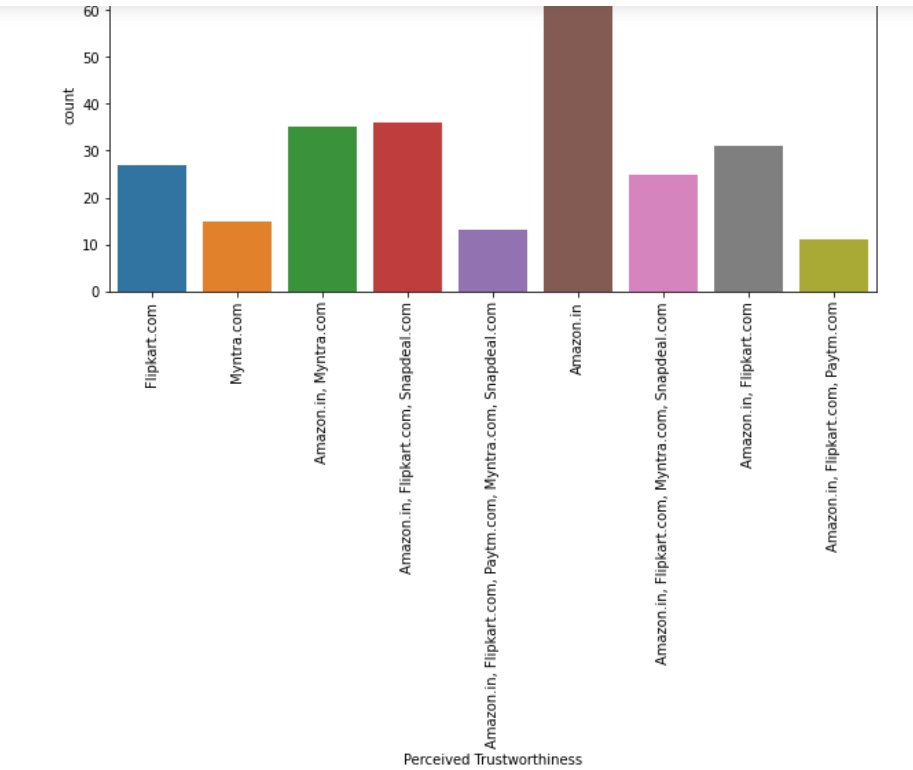 60
50
40
30
20
10
0
count
Flipkart.com
Myntra.com
Amazon.in, Myntra.com
Amazon.in, Flipkart.com, Snapdeal.com
Amazon.in, Flipkart.com, Paytm.com, Myntra.com, Snapdeal.com
Amazon.in
Amazon.in, Flipkart.com, Myntra.com, Snapdeal.com
Amazon.in, Flipkart.com
Amazon.in, Flipkart.com, Paytm.com
Perceived Trustworthiness